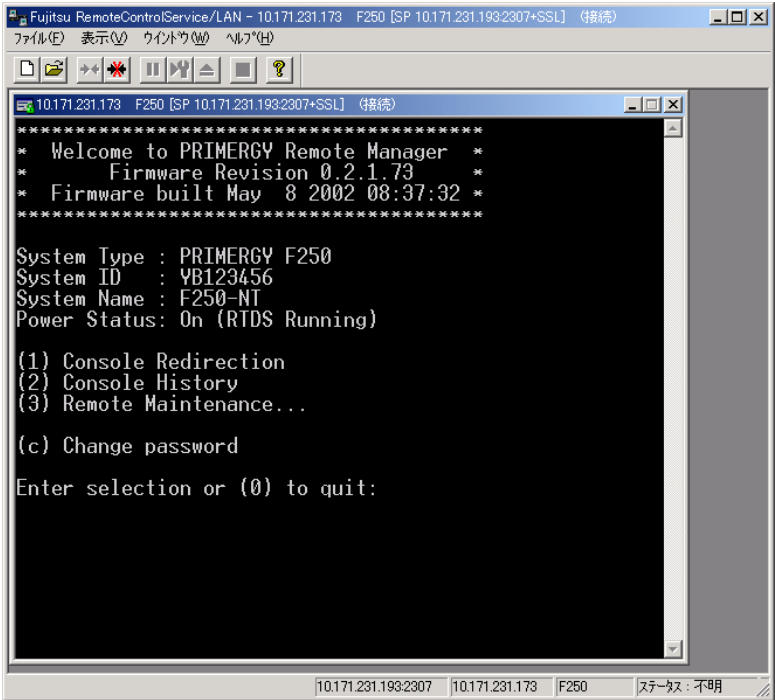 Fujitsu RemoteControlService/LAN - 10.171.231.173 F250 [SP 10.171.231.193:2307+SSL] (接続)
ﾌｧｲﾙ(F) 表示(V) ｳｲﾝﾄﾞｳ(W) ﾍﾙﾌﾟ(H)
10.171.231.173 F250 [SP 10.171.231.193:2307+SSL] (接続)
****************************************
*  Welcome to PRIMERGY Remote Manager  *
*       Firmware Revision 0.2.1.73     *
*  Firmware built May  8 2002 08:37:32 *
****************************************
System Type : PRIMERGY F250
System ID   : YB123456
System Name : F250-NT
Power Status: On (RTDS Running)
(1) Console Redirection
(2) Console History
(3) Remote Maintenance...
(c) Change password
Enter selection or (0) to quit:
10.171.231.193:2307 10.171.231.173 F250 ｽﾃｰﾀｽ : 不明